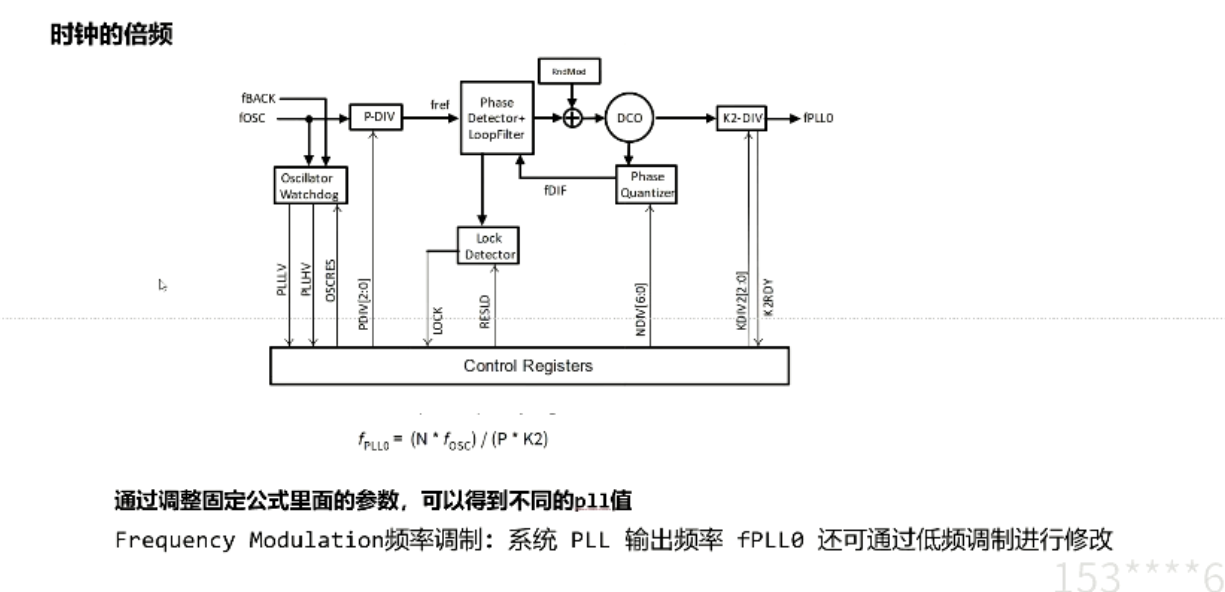 时钟的倍频
RndMod
fBACK
fOSC
P-DIV
fref
Phase
Detector+
LoopFilter
DCO
K2-DIV
fPLL0
Oscillator
Watchdog
fDIF
Phase
Quantizer
Lock
Detector
PLLLV
PLLHV
OSCRES
PDIV[2:0]
LOCK
RESLD
NDIV[6:0]
KDIV2[2:0]
K2RDY
Control Registers
fPLL0 = (N * fOSC) / (P * K2)
通过调整固定公式里面的参数，可以得到不同的pll值
Frequency Modulation频率调制：系统 PLL 输出频率 fPLL0 还可通过低频调制进行修改
153****6